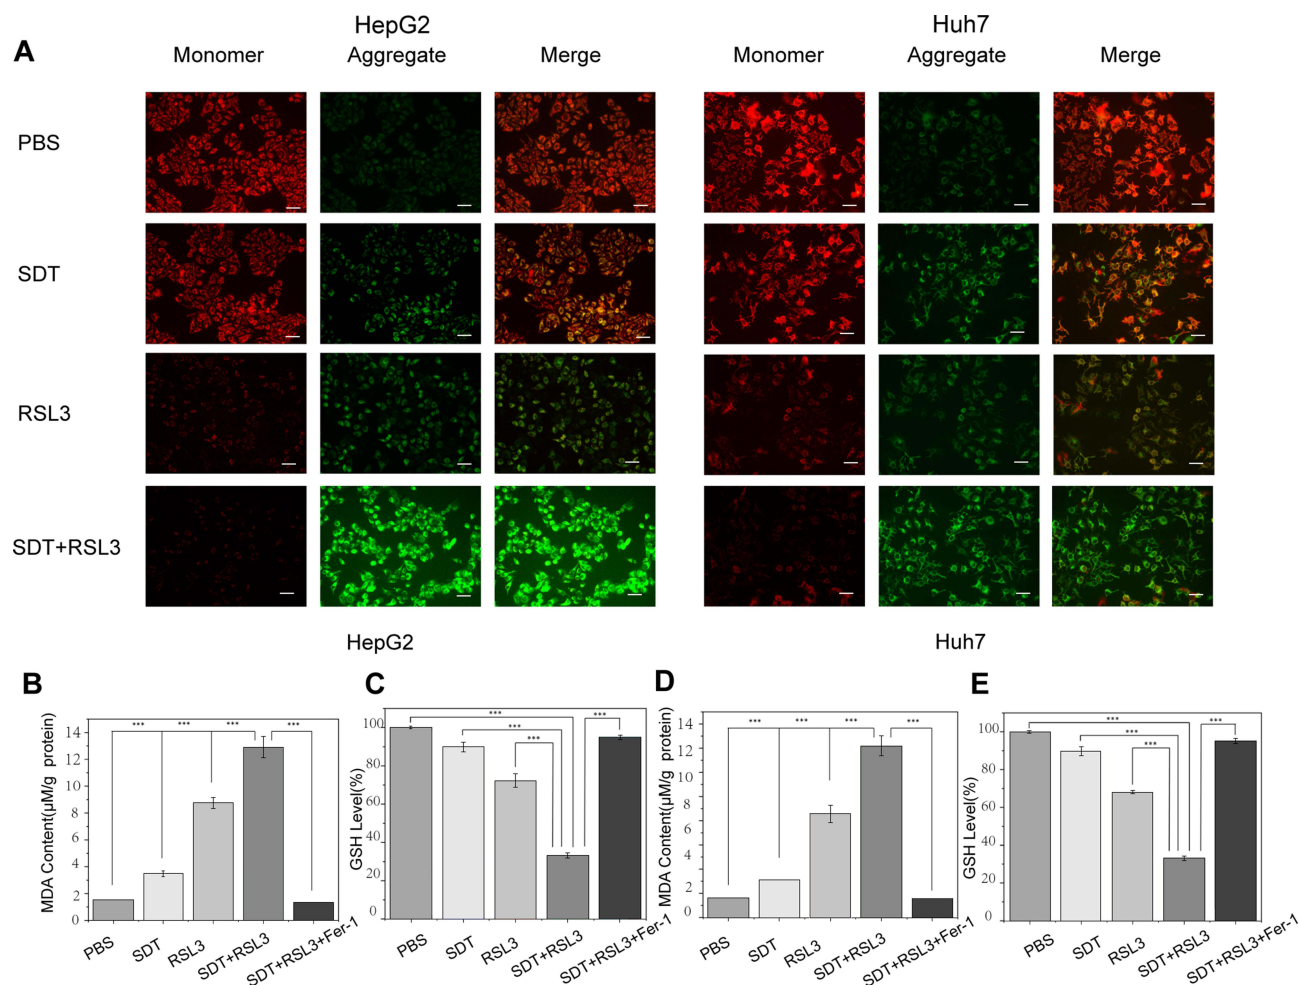 HepG2 Huh7
A Monomer Aggregate Merge Monomer Aggregate Merge
PBS
SDT
RSL3
SDT+RSL3
HepG2 Huh7
B
MDA Content(µM/g protein)
14
12
10
8
6
4
2
0
*** *** *** ***
PBS SDT RSL3 SDT+RSL3 SDT+RSL3+Fer-1
C
GSH Level(%)
100
80
60
40
20
0
***
***
***
***
PBS SDT RSL3 SDT+RSL3 SDT+RSL3+Fer-1
D
MDA Content(µM/g protein)
14
12
10
8
6
4
2
0
*** *** *** ***
PBS SDT RSL3 SDT+RSL3 SDT+RSL3+Fer-1
E
GSH Level(%)
100
80
60
40
20
0
***
***
***
***
PBS SDT RSL3 SDT+RSL3 SDT+RSL3+Fer-1